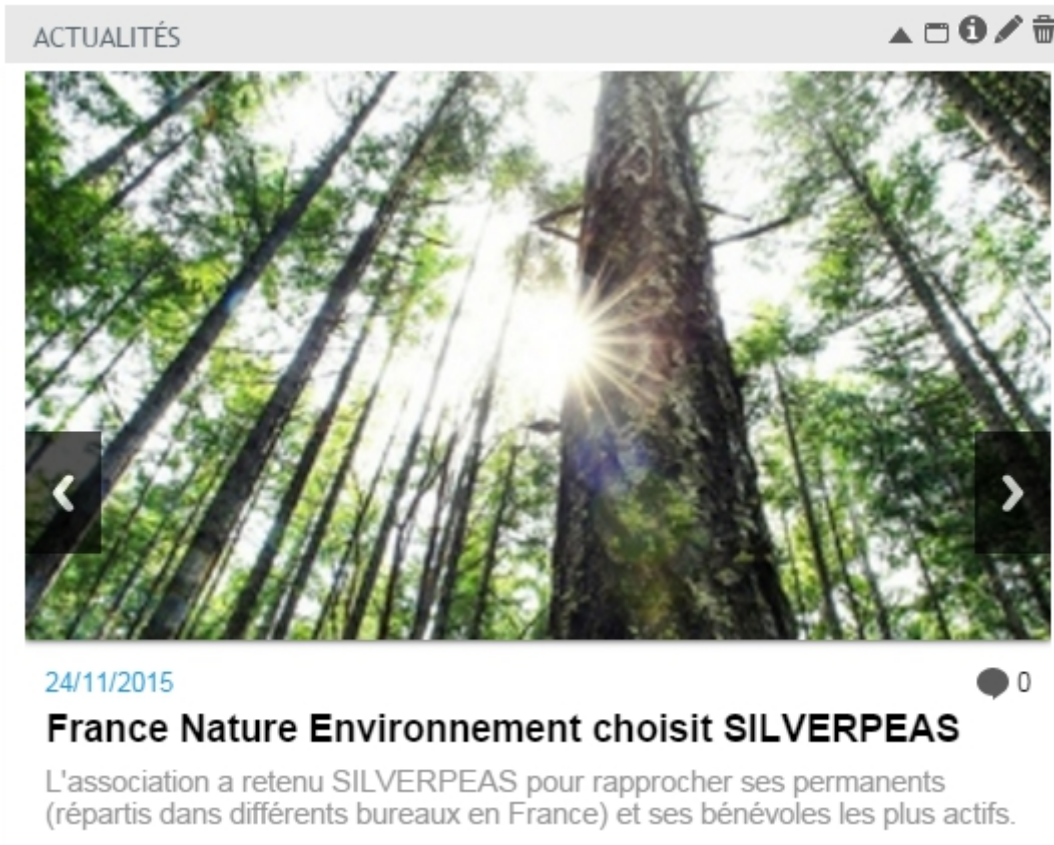 ACTUALITÉS
24/11/2015
0
France Nature Environnement choisit SILVERPEAS
L'association a retenu SILVERPEAS pour rapprocher ses permanents
(répartis dans différents bureaux en France) et ses bénévoles les plus actifs.